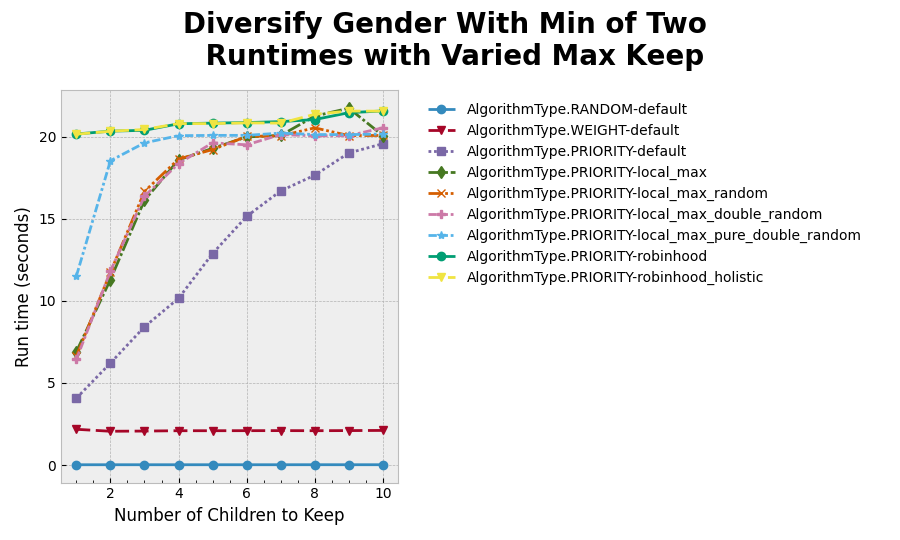 Diversify Gender With Min of Two
Runtimes with Varied Max Keep
Run time (seconds)
20
15
10
5
0
2 4 6 8 10
Number of Children to Keep
AlgorithmType.RANDOM-default
AlgorithmType.WEIGHT-default
AlgorithmType.PRIORITY-default
AlgorithmType.PRIORITY-local_max
AlgorithmType.PRIORITY-local_max_random
AlgorithmType.PRIORITY-local_max_double_random
AlgorithmType.PRIORITY-local_max_pure_double_random
AlgorithmType.PRIORITY-robinhood
AlgorithmType.PRIORITY-robinhood_holistic